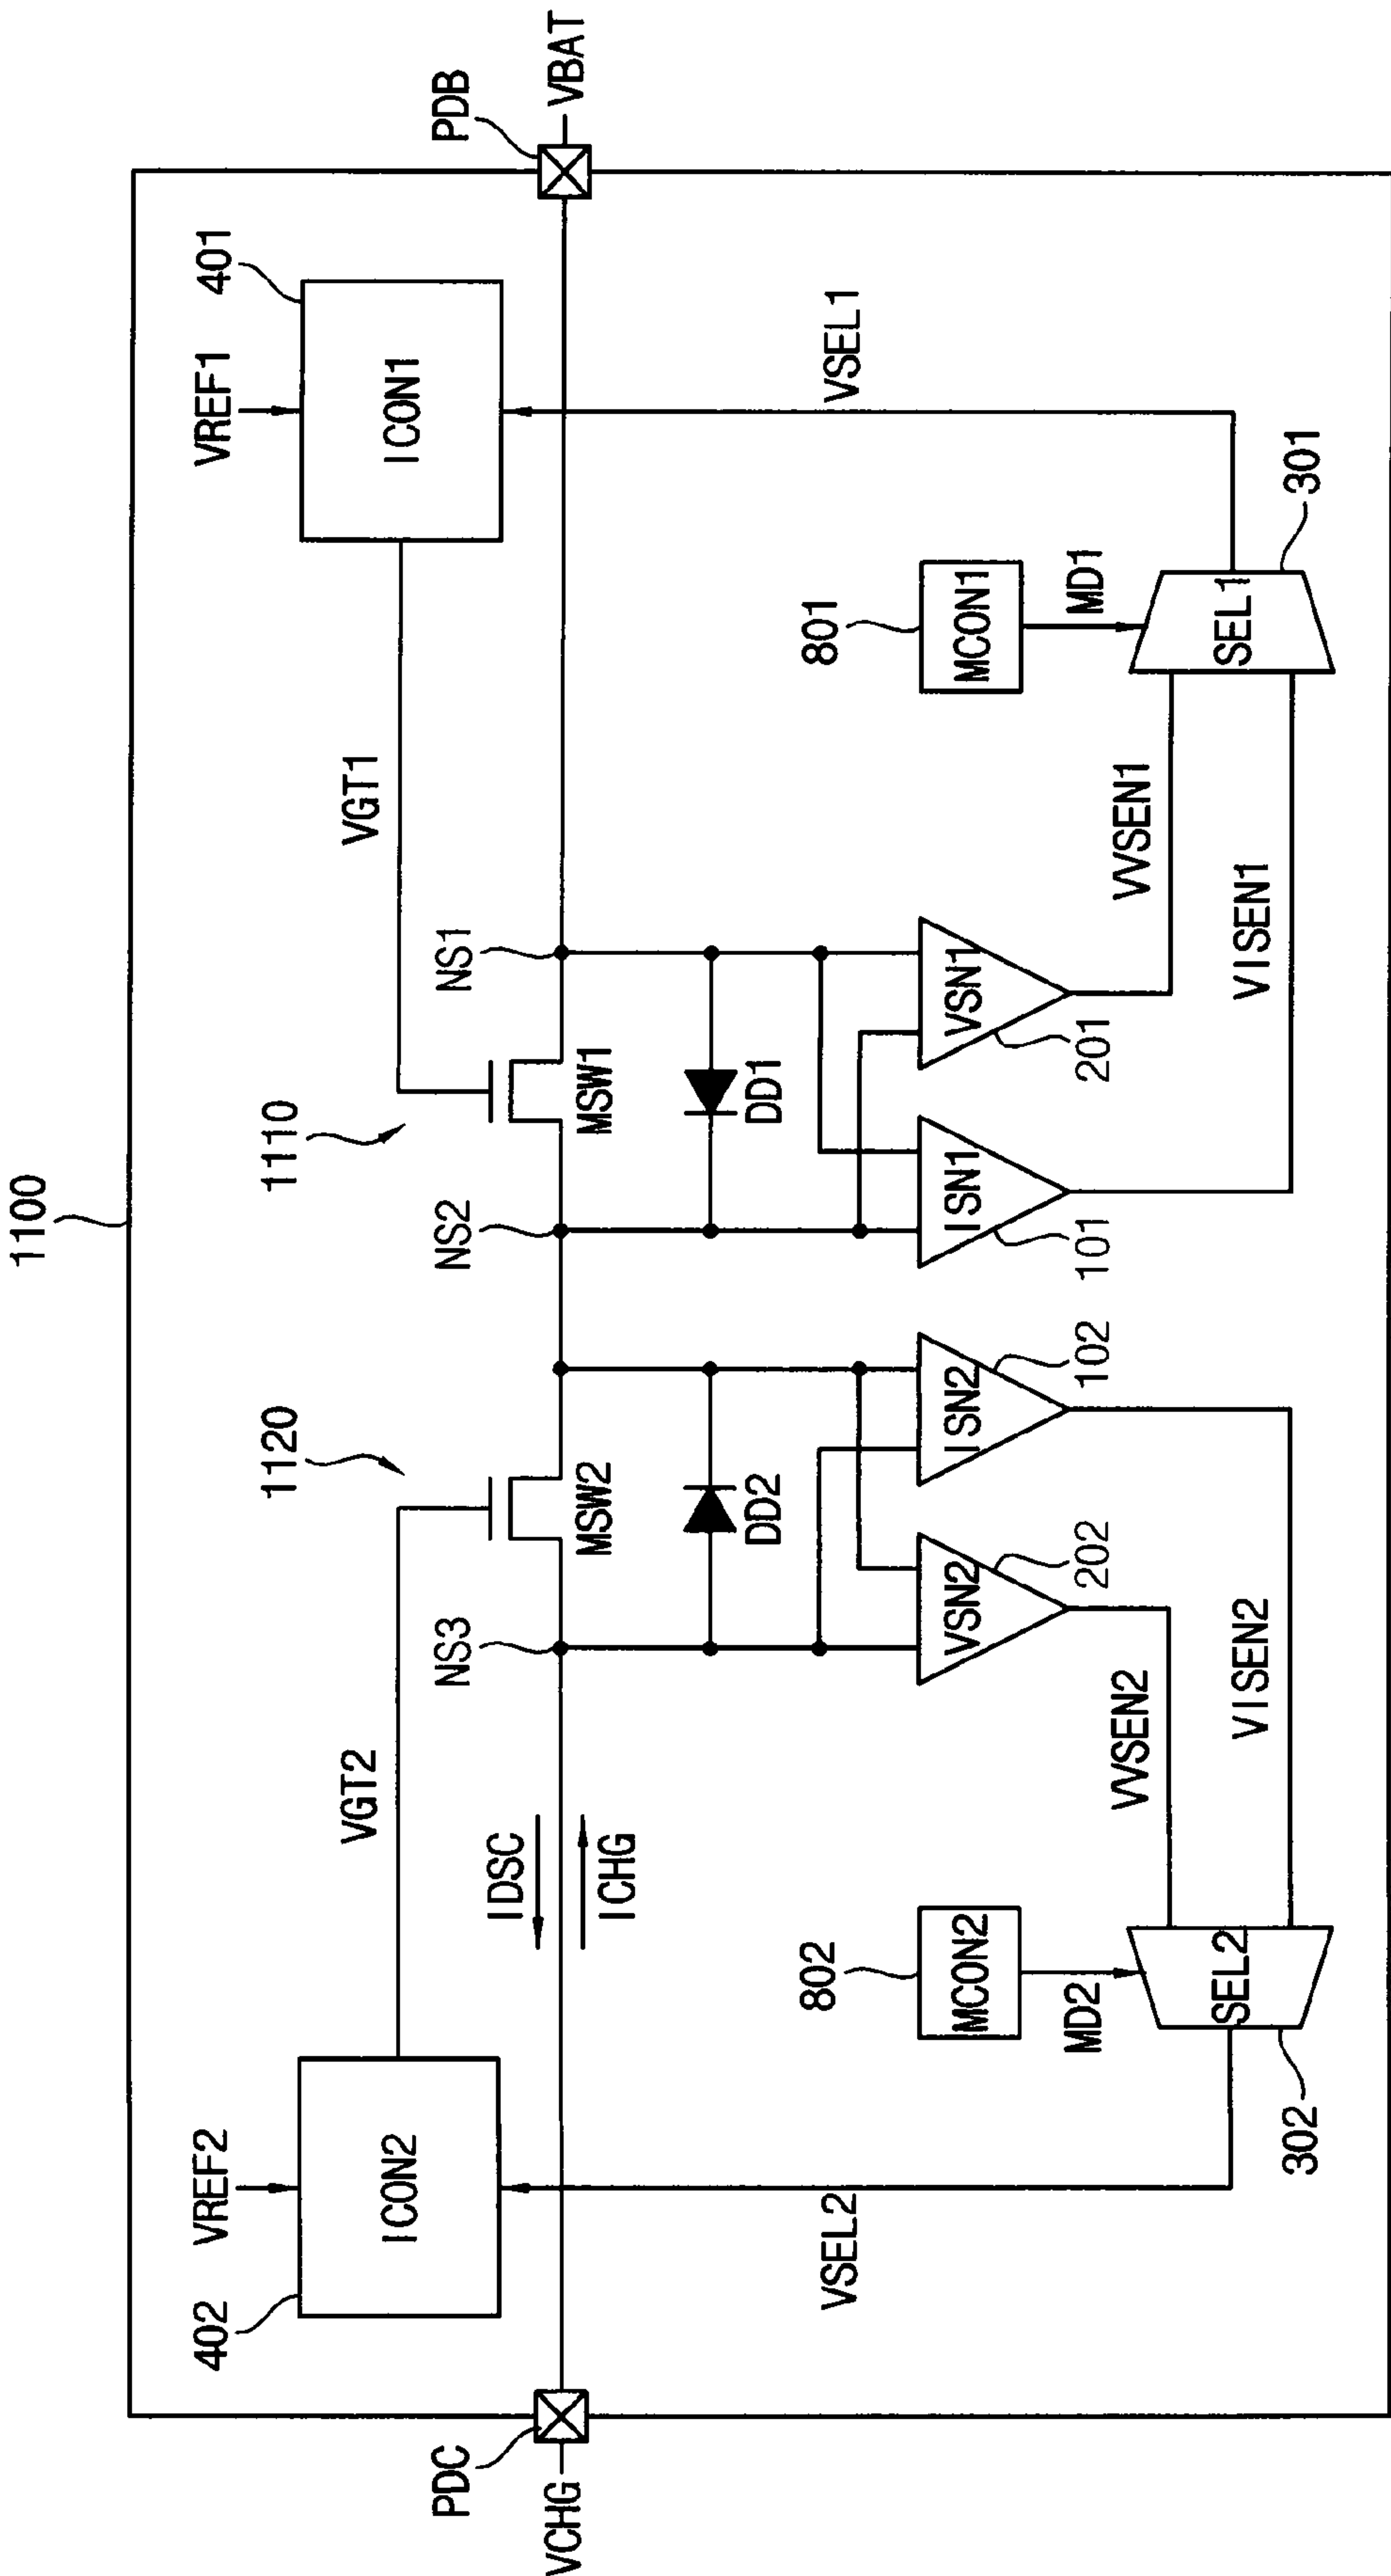 1100
VREF2
402
ICON2
VGT2
1120
1110
VGT1
VREF1
401
ICON1
PDC
VCHG
IDSC
ICHG
NS3
MSW2
NS2
MSW1
NS1
PDB
VBAT
DD2
DD1
VSEL2
802
MCON2
MD2
VSN2
202
ISN2
102
ISN1
101
VSN1
201
801
MCON1
MD1
VSEL1
302
SEL2
VVSEN2
VISEN2
VVSEN1
VISEN1
SEL1
301